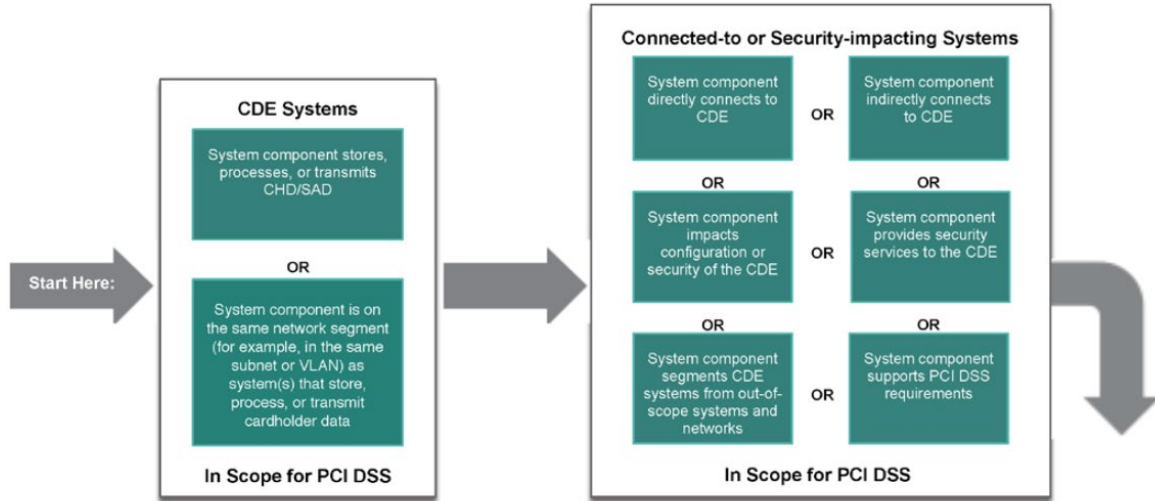 Start Here:
CDE Systems
System component stores,
processes, or transmits
CHD/SAD
OR
System component is on
the same network segment
(for example, in the same
subnet or VLAN) as
system(s) that store,
process, or transmit
cardholder data
In Scope for PCI DSS
Connected-to or Security-impacting Systems
System component
directly connects to
CDE
OR
System component
indirectly connects
to CDE
OR
OR
System component
impacts
configuration or
security of the CDE
OR
System component
provides security
services to the CDE
OR
OR
System component
segments CDE
systems from out-of-
scope systems and
networks
OR
System component
supports PCI DSS
requirements
In Scope for PCI DSS